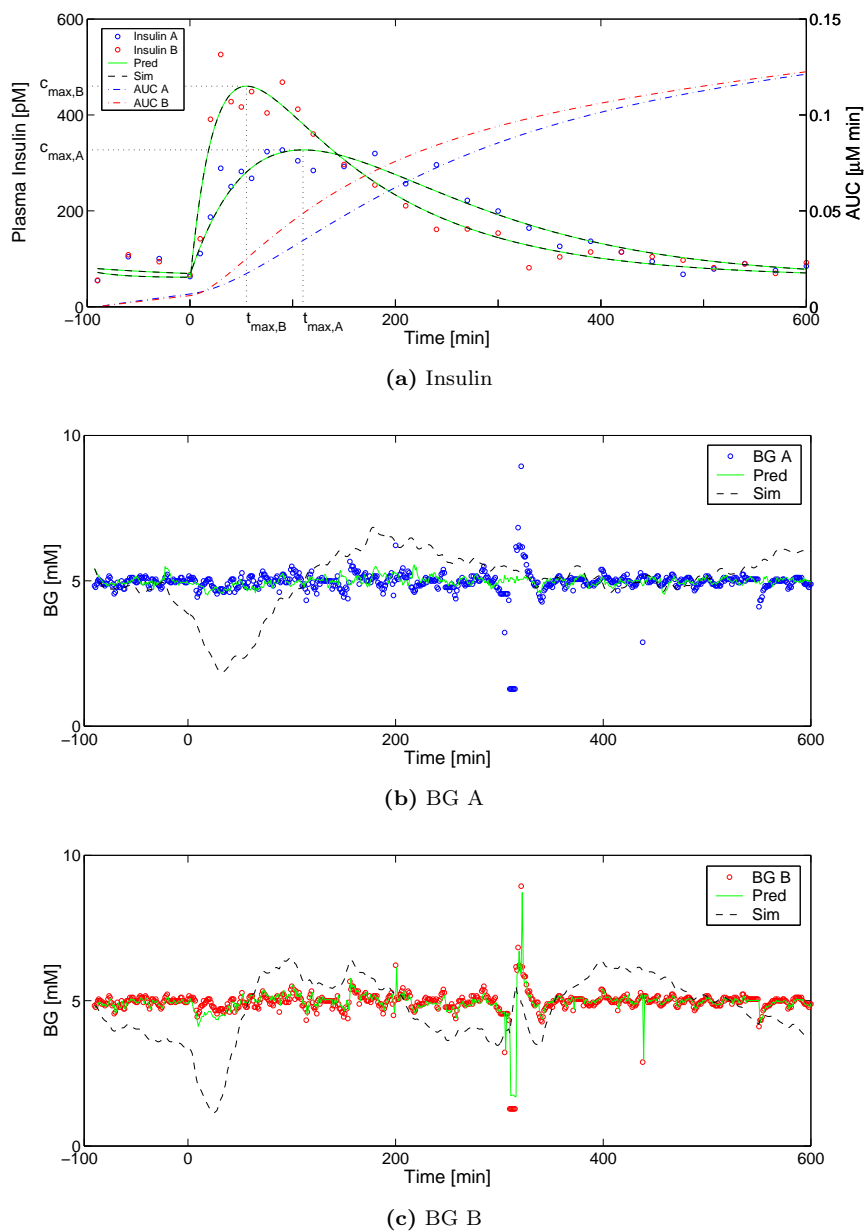 600
400
200
0
Plasma Insulin [pM]
c_max,B
c_max,A
Insulin A
Insulin B
Pred
Sim
AUC A
AUC B
0.15
0.1
0.05
0
AUC [µM min]
−100 0 200 400 600
t_max,B t_max,A
Time [min]
(a) Insulin
10
5
0
BG [mM]
BG A
Pred
Sim
−100 0 200 400 600
Time [min]
(b) BG A
10
5
0
BG [mM]
BG B
Pred
Sim
−100 0 200 400 600
Time [min]
(c) BG B